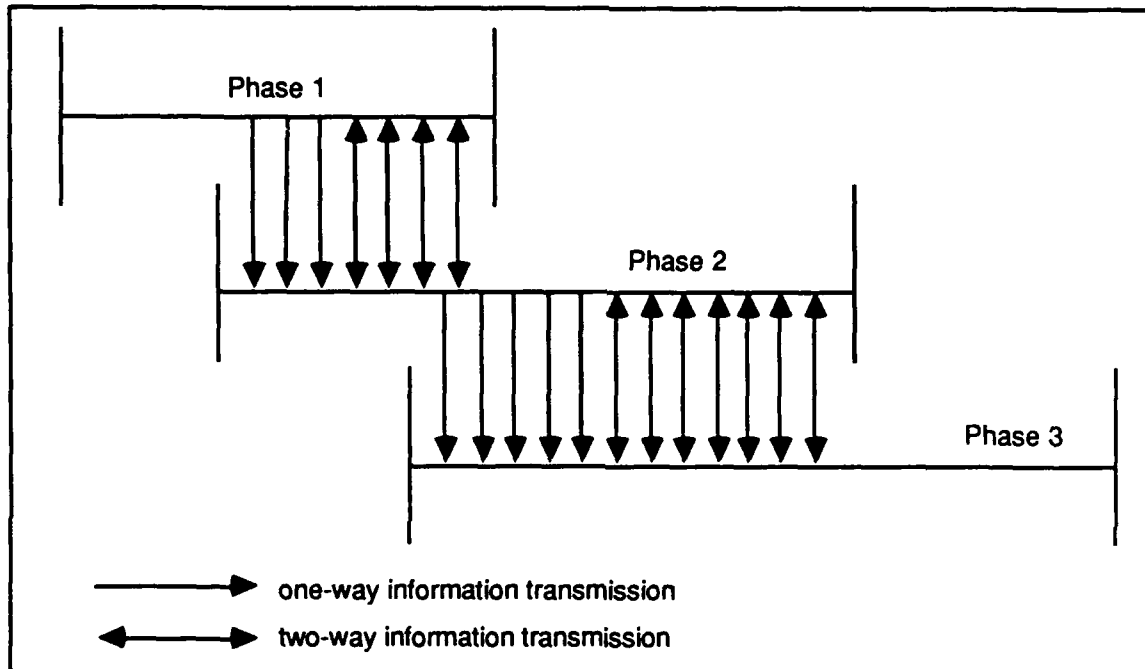 Phase 1
Phase 2
Phase 3
one-way information transmission
two-way information transmission